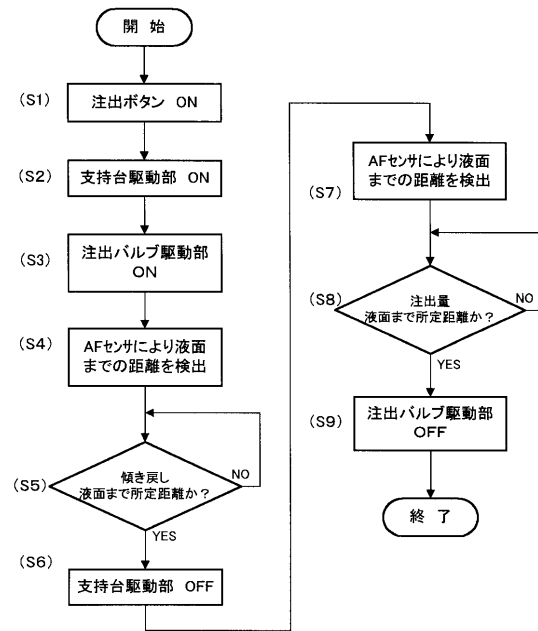 開 始
(S1)
注出ボタン ON
(S2)
支持台駆動部 ON
(S3)
注出バルブ駆動部
ON
(S4)
AFセンサにより液面
までの距離を検出
(S5)
傾き戻し
液面まで所定距離か？
NO
YES
(S6)
支持台駆動部 OFF
(S7)
AFセンサにより液面
までの距離を検出
(S8)
注出量
液面まで所定距離か？
NO
YES
(S9)
注出バルブ駆動部
OFF
終 了